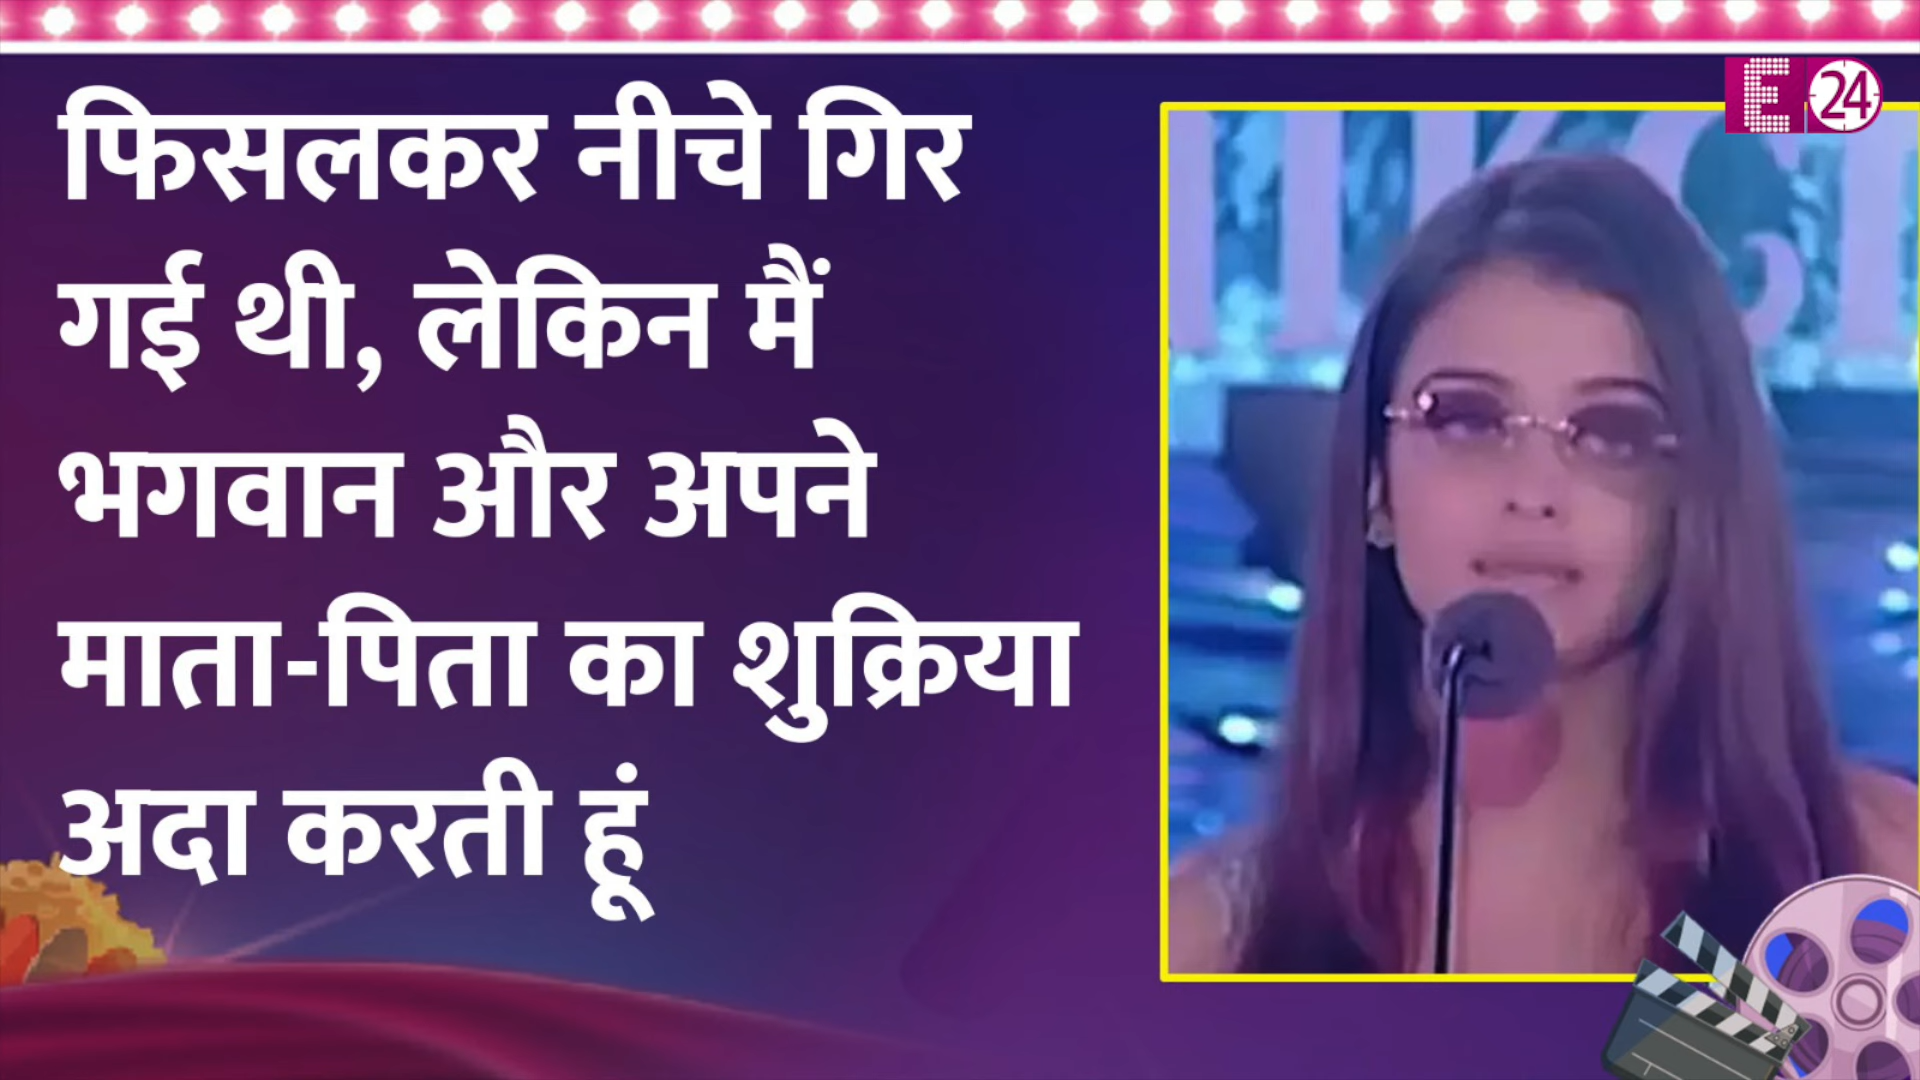 फिसलकर नीचे गिर
गई थी, लेकिन मैं
भगवान और अपने
माता-पिता का शुक्रिया
अदा करती हूं
E24